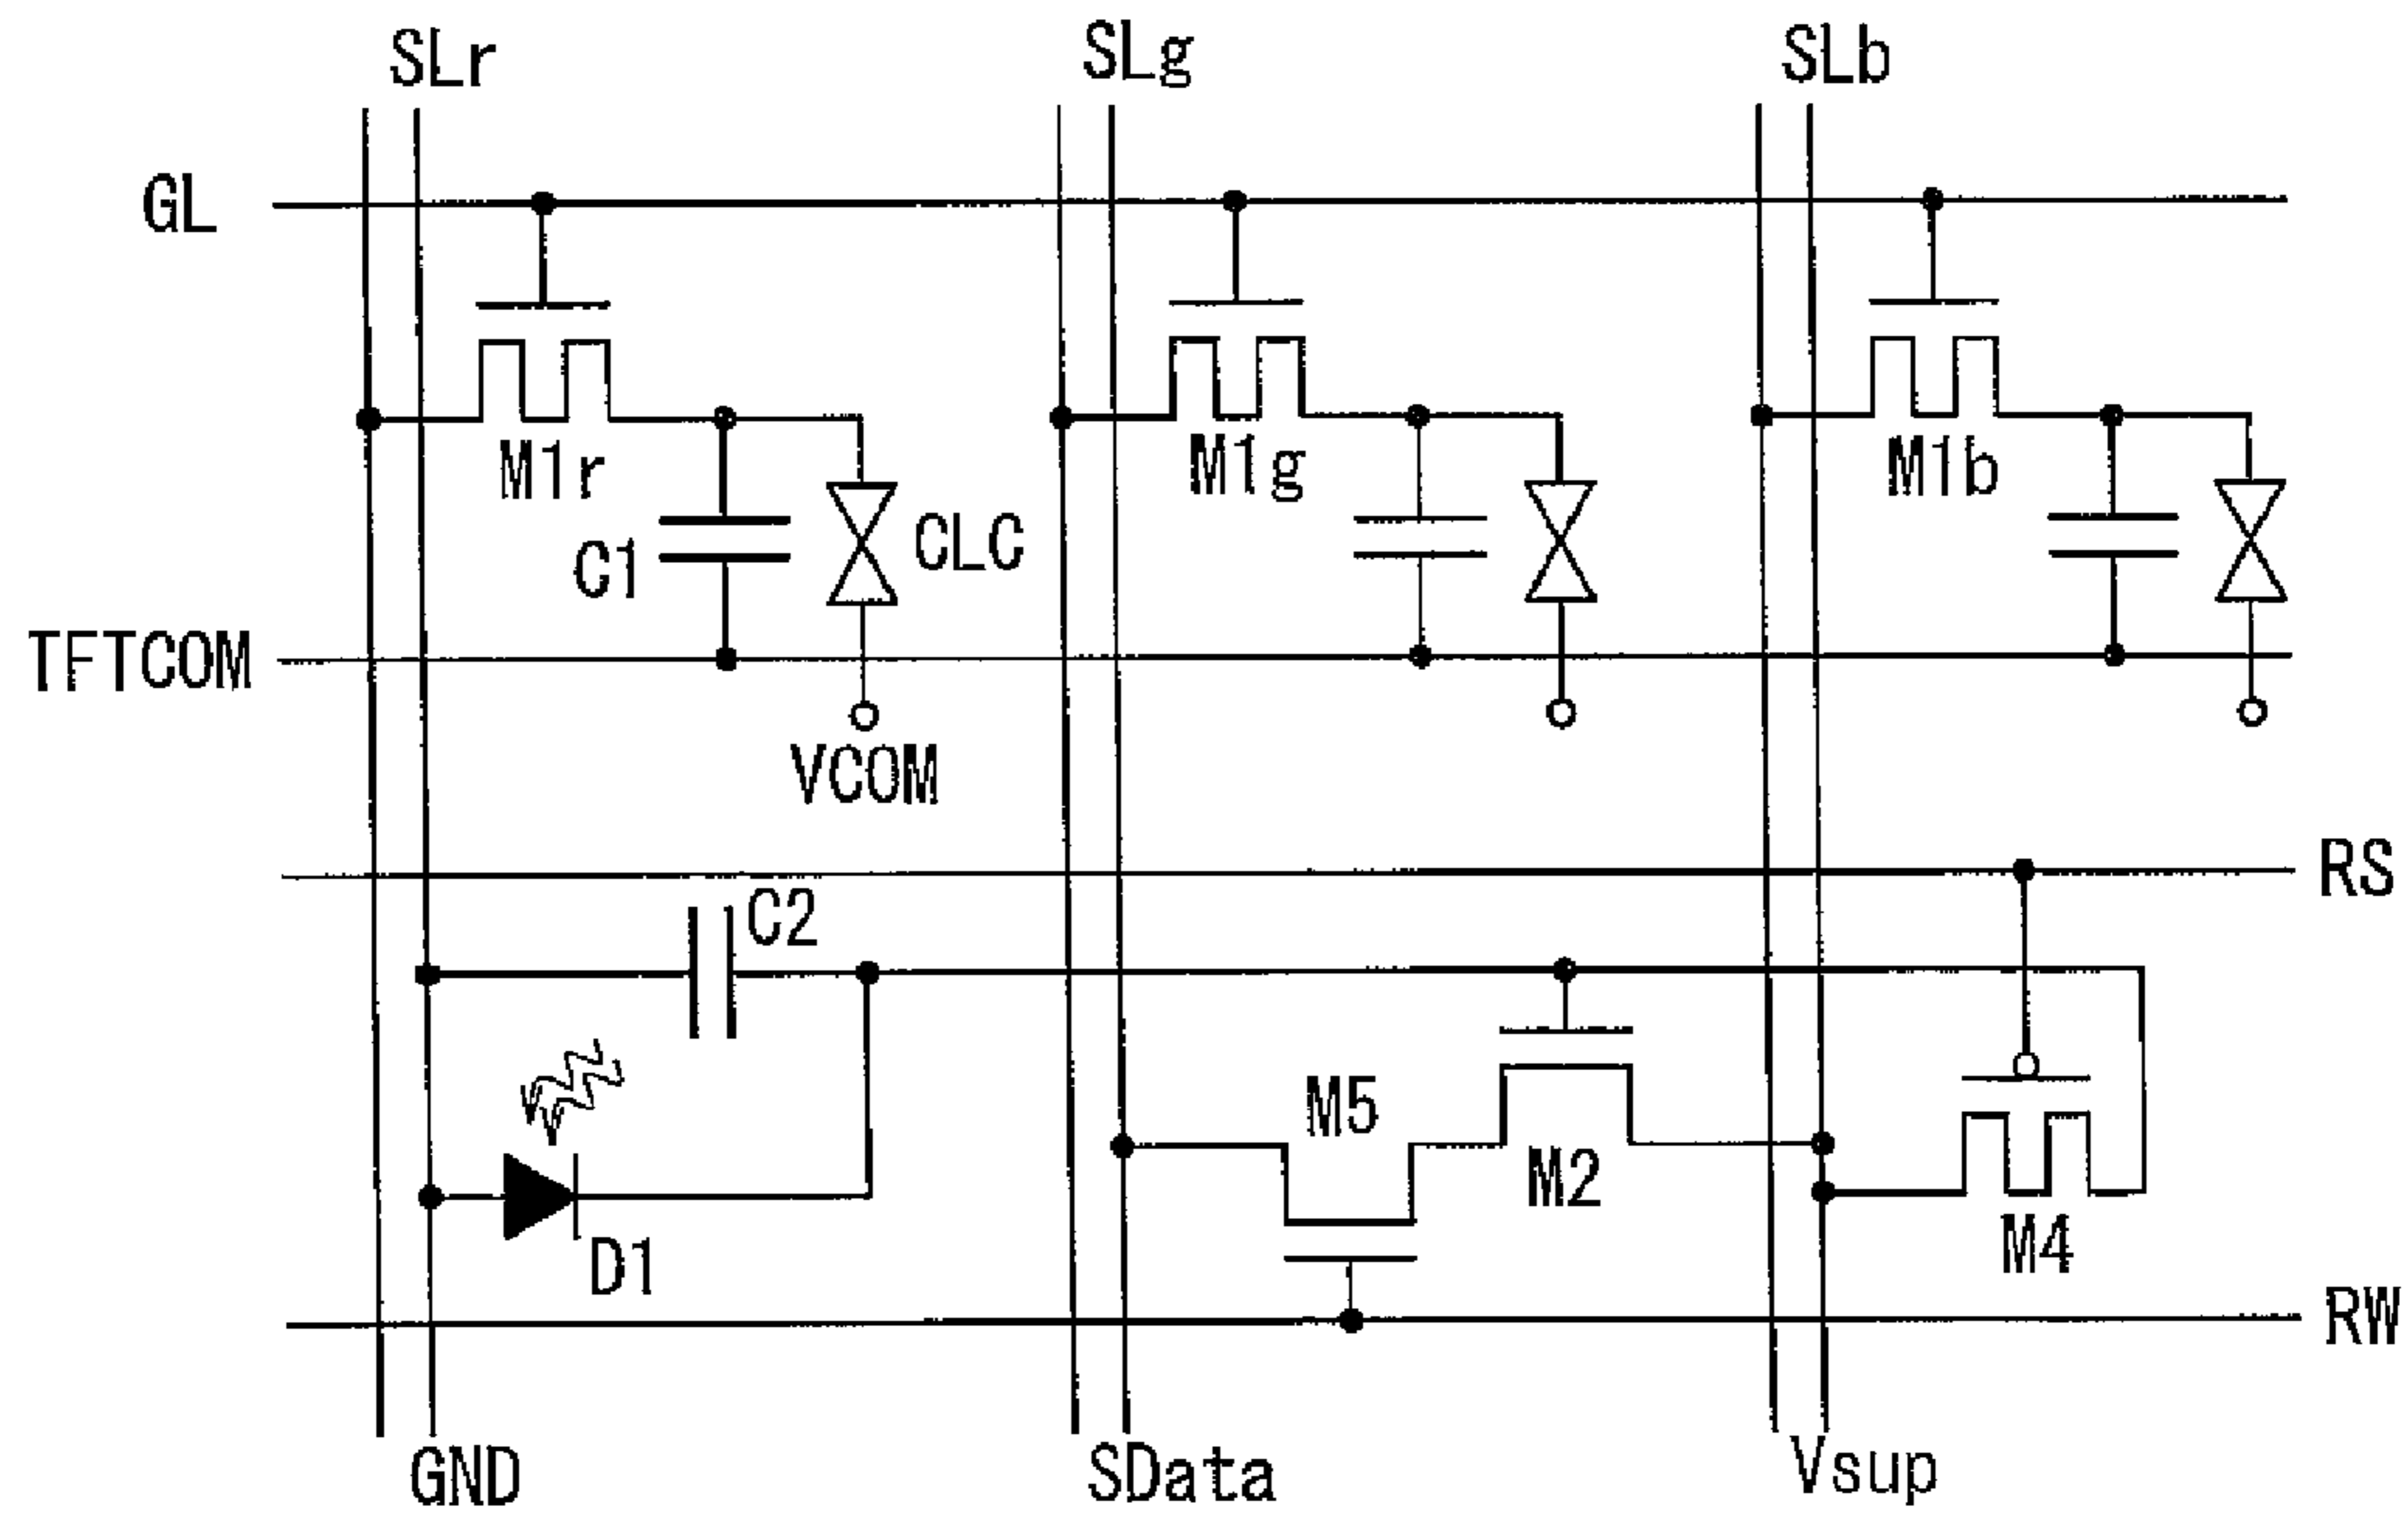 SLr SLg SLb
GL
M1r M1g M1b
C1 CLC
TFTCOM
VCOM
RS
C2
M5
M2
M4
D1
RW
GND SData Vsup